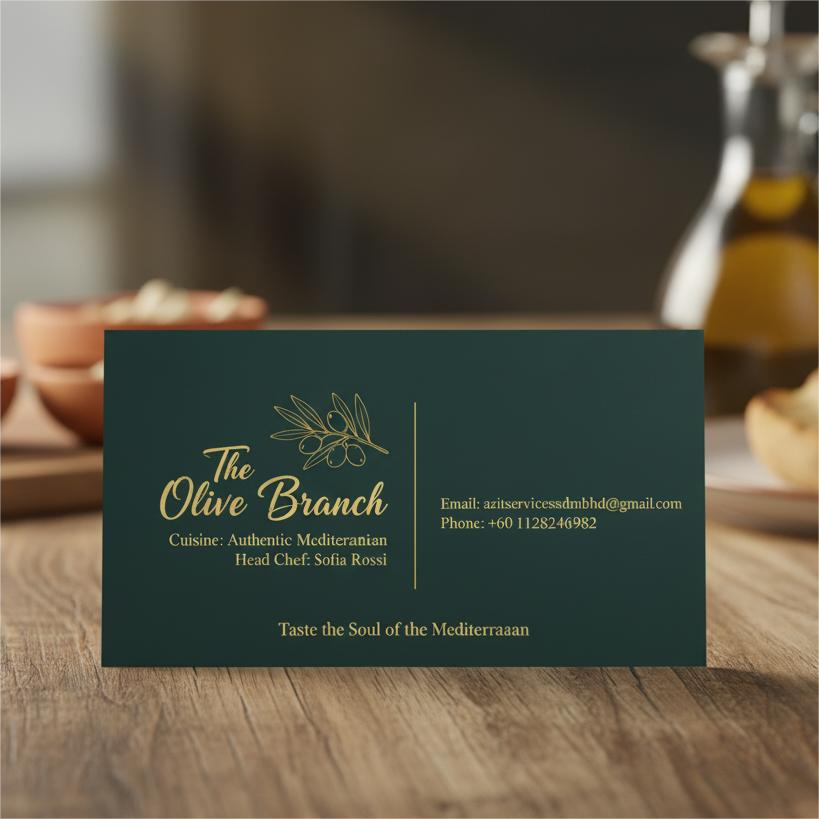 The
Olive Branch
Cuisine: Authentic Mediteranian
Head Chef: Sofia Rossi
Email: azitservicessdmbhd@gmail.com
Phone: +60 1128246982
Taste the Soul of the Mediterraaan